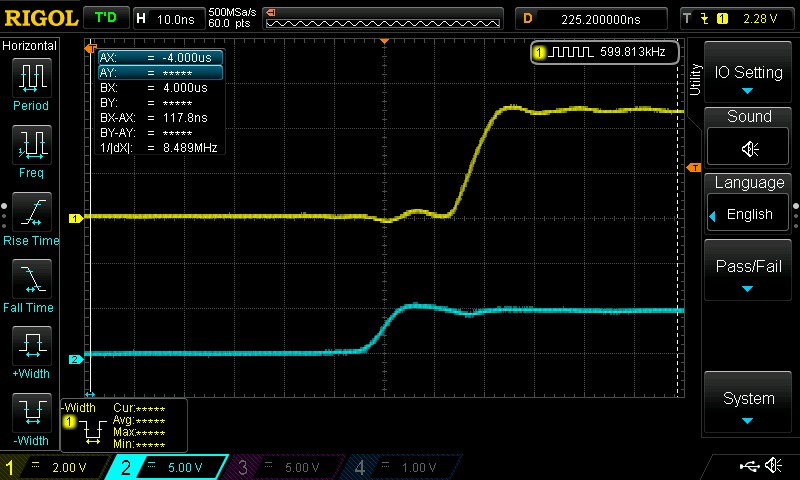 RIGOL T'D H 10.0ns 500MSa/s 60.0 pts D 225.200000ns T 1 2.28 V
Horizontal
Period
Freq
Rise Time
Fall Time
+Width
-Width
AX: = -4.000us
AY: = *****
BX: = 4.000us
BY: = *****
BX-AX: = 117.8ns
BY-AY: = *****
1/|dX|: = 8.489MHz
1 599.813kHz
T
T
1
2
-Width
1
Cur:*****
Avg:*****
Max:*****
Min:*****
Utility
IO Setting
Sound
Language
English
Pass/Fail
System
1 = 2.00 V 2 = 5.00 V 3 = 5.00 V 4 = 1.00 V